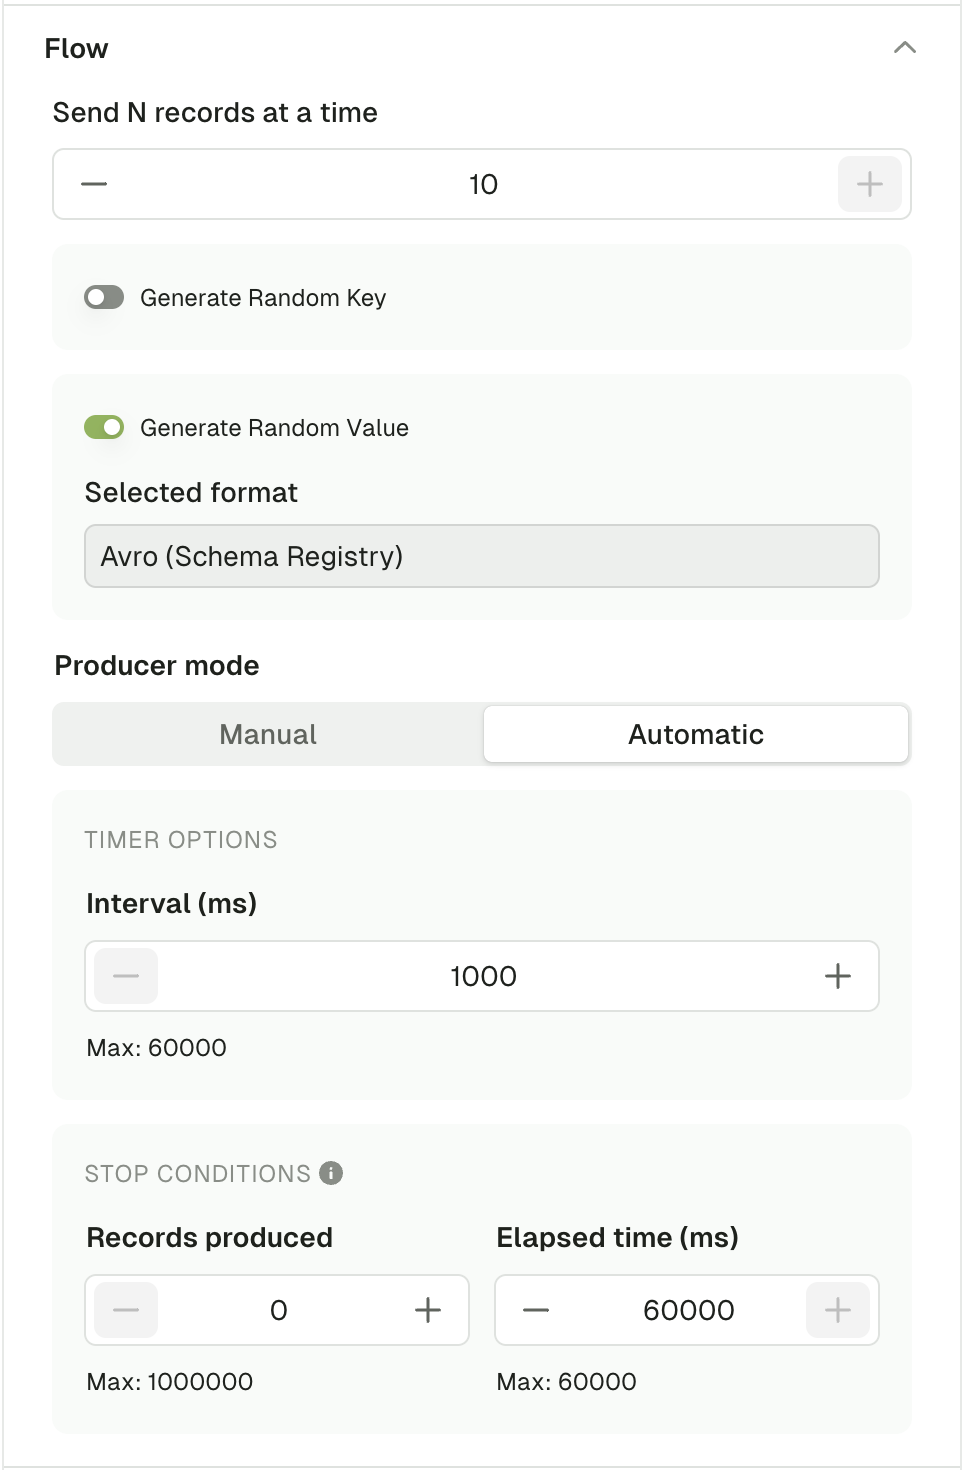 Flow
Send N records at a time
10
Generate Random Key
Generate Random Value
Selected format
Avro (Schema Registry)
Producer mode
Manual Automatic
TIMER OPTIONS
Interval (ms)
1000
Max: 60000
STOP CONDITIONS
Records produced Elapsed time (ms)
0 60000
Max: 1000000 Max: 60000